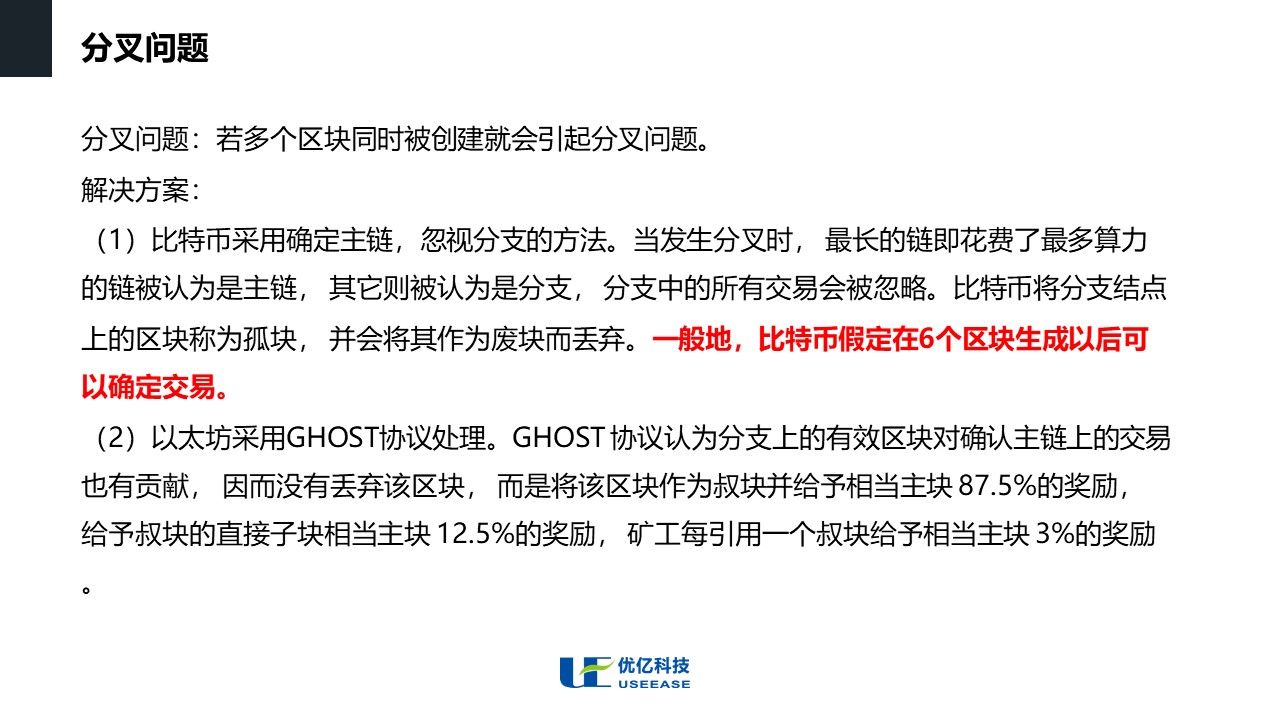 分叉问题
分叉问题：若多个区块同时被创建就会引起分叉问题。
解决方案：
（1）比特币采用确定主链，忽视分支的方法。当发生分叉时， 最长的链即花费了最多算力
的链被认为是主链， 其它则被认为是分支， 分支中的所有交易会被忽略。比特币将分支结点
上的区块称为孤块， 并会将其作为废块而丢弃。一般地，比特币假定在6个区块生成以后可
以确定交易。
（2）以太坊采用GHOST协议处理。GHOST 协议认为分支上的有效区块对确认主链上的交易
也有贡献， 因而没有丢弃该区块， 而是将该区块作为叔块并给予相当主块 87.5%的奖励，
给予叔块的直接子块相当主块 12.5%的奖励， 矿工每引用一个叔块给予相当主块 3%的奖励
。
优亿科技
USEEASE